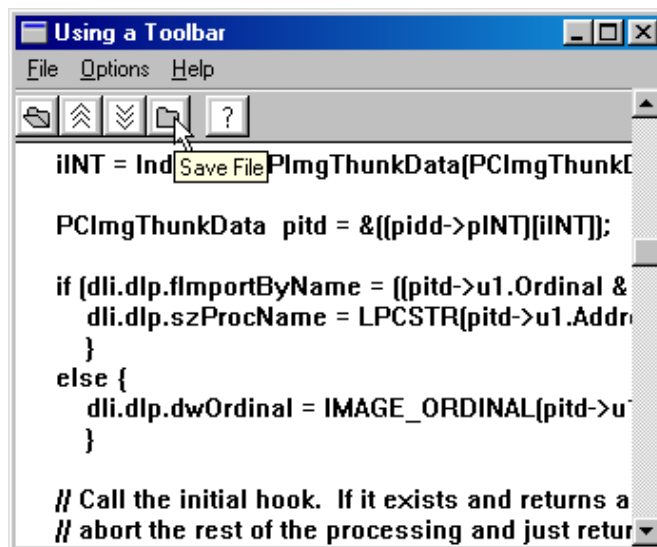 Using a Toolbar
File Options Help
?
iINT = Ind Save File PImgThunkData(PCImgThunkD
PCImgThunkData pitd = &((pidd->pINT)[iINT]);
if (dli.dlp.fImportByName = ((pitd->u1.Ordinal &
dli.dlp.szProcName = LPCSTR(pitd->u1.Addr
}
else {
dli.dlp.dwOrdinal = IMAGE_ORDINAL(pitd->u
}
// Call the initial hook. If it exists and returns a
// abort the rest of the processing and just retur